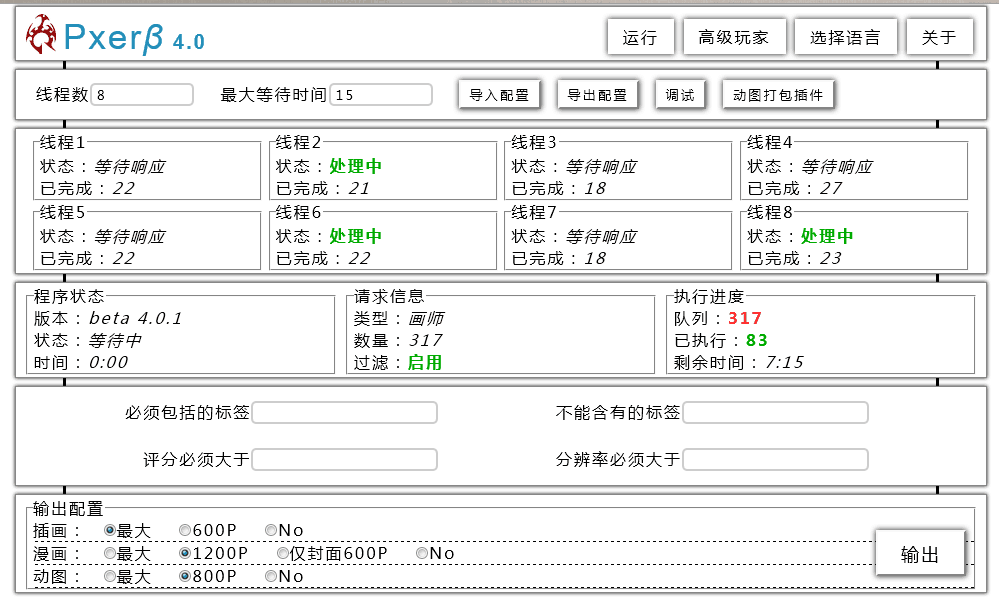 Pxerβ 4.0 运行 高级玩家 选择语言 关于
线程数 8 最大等待时间 15 导入配置 导出配置 调试 动图打包插件
线程1 线程2 线程3 线程4
状态：等待响应 状态：处理中 状态：等待响应 状态：等待响应
已完成：22 已完成：21 已完成：18 已完成：27
线程5 线程6 线程7 线程8
状态：等待响应 状态：处理中 状态：等待响应 状态：处理中
已完成：22 已完成：22 已完成：18 已完成：23
程序状态 请求信息 执行进度
版本：beta 4.0.1 类型：画师 队列：317
状态：等待中 数量：317 已执行：83
时间：0:00 过滤：启用 剩余时间：7:15
必须包括的标签 不能含有的标签
评分必须大于 分辨率必须大于
输出配置
插画： 最大 600P No
漫画： 最大 1200P 仅封面600P No 输出
动图： 最大 800P No